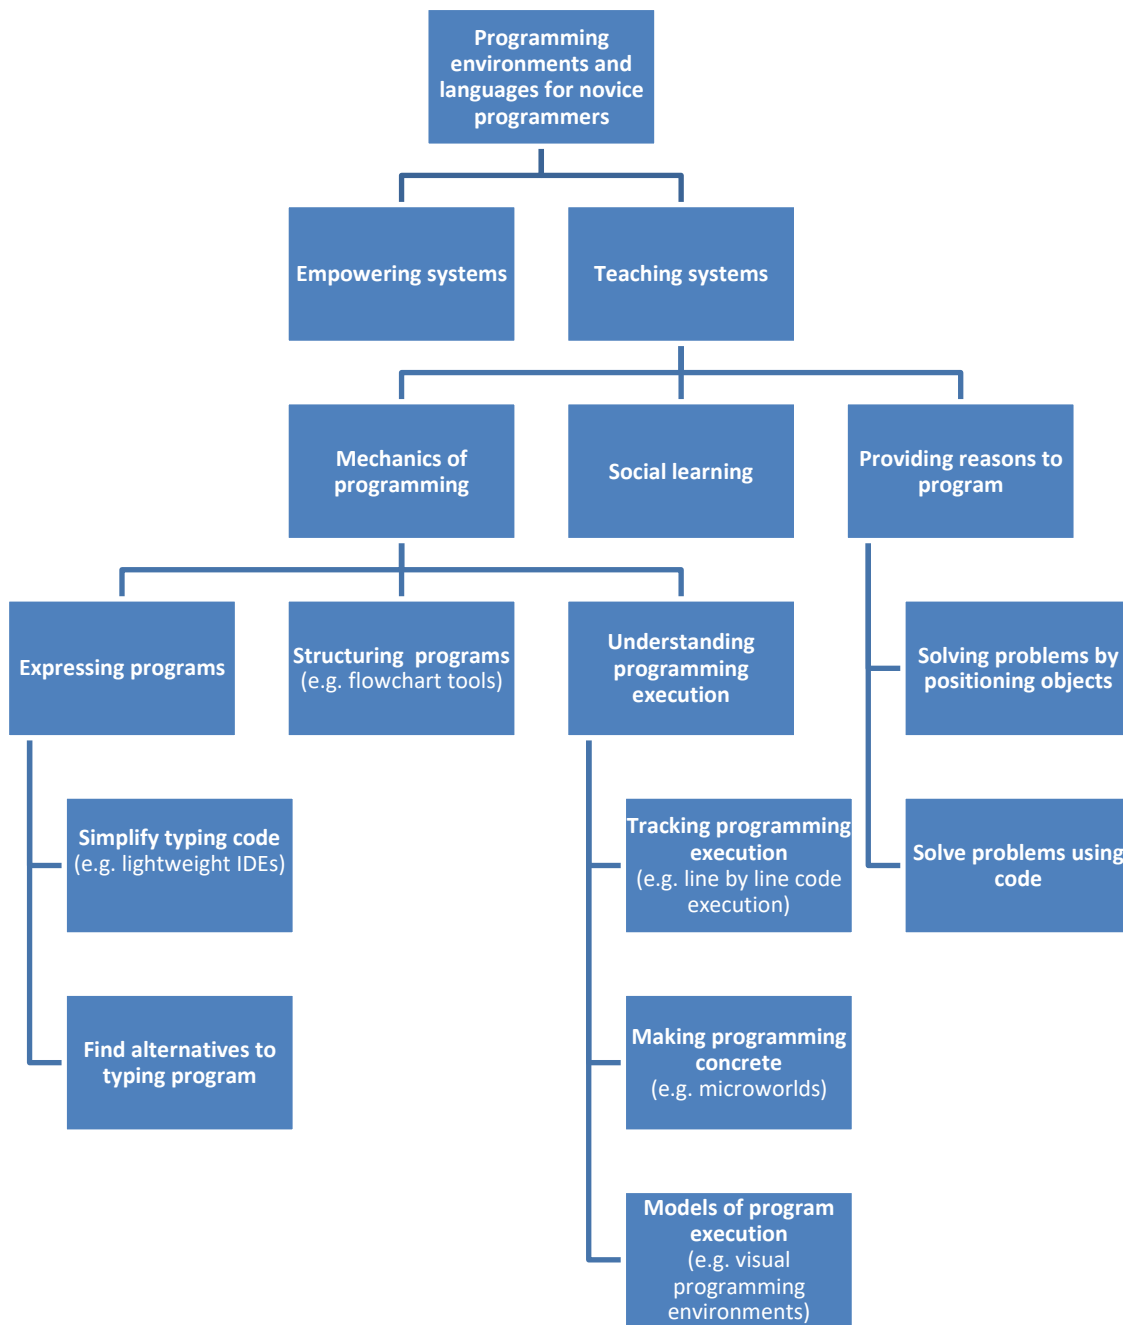 Programming
environments and
languages for novice
programmers
Empowering systems
Teaching systems
Mechanics of
programming
Social learning
Providing reasons to
program
Expressing programs
Structuring  programs
(e.g. flowchart tools)
Understanding
programming
execution
Solving problems by
positioning objects
Simplify typing code
(e.g. lightweight IDEs)
Tracking programming
execution
(e.g. line by line code
execution)
Solve problems using
code
Find alternatives to
typing program
Making programming
concrete
(e.g. microworlds)
Models of program
execution
(e.g. visual
programming
environments)